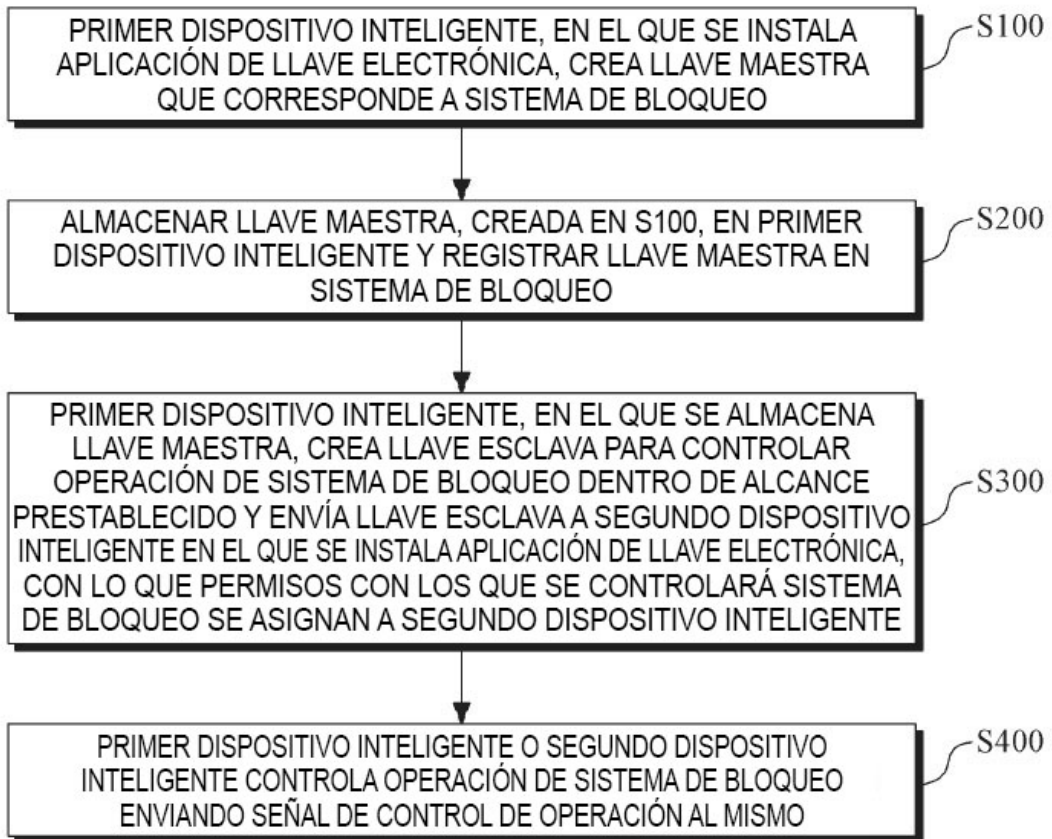 PRIMER DISPOSITIVO INTELIGENTE, EN EL QUE SE INSTALA
APLICACIÓN DE LLAVE ELECTRÓNICA, CREA LLAVE MAESTRA
QUE CORRESPONDE A SISTEMA DE BLOQUEO
S100
ALMACENAR LLAVE MAESTRA, CREADA EN S100, EN PRIMER
DISPOSITIVO INTELIGENTE Y REGISTRAR LLAVE MAESTRA EN
SISTEMA DE BLOQUEO
S200
PRIMER DISPOSITIVO INTELIGENTE, EN EL QUE SE ALMACENA
LLAVE MAESTRA, CREA LLAVE ESCLAVA PARA CONTROLAR
OPERACIÓN DE SISTEMA DE BLOQUEO DENTRO DE ALCANCE
PRESTABLECIDO Y ENVÍA LLAVE ESCLAVA A SEGUNDO DISPOSITIVO
INTELIGENTE EN EL QUE SE INSTALA APLICACIÓN DE LLAVE ELECTRÓNICA,
CON LO QUE PERMISOS CON LOS QUE SE CONTROLARÁ SISTEMA
DE BLOQUEO SE ASIGNAN A SEGUNDO DISPOSITIVO INTELIGENTE
S300
PRIMER DISPOSITIVO INTELIGENTE O SEGUNDO DISPOSITIVO
INTELIGENTE CONTROLA OPERACIÓN DE SISTEMA DE BLOQUEO
ENVIANDO SEÑAL DE CONTROL DE OPERACIÓN AL MISMO
S400